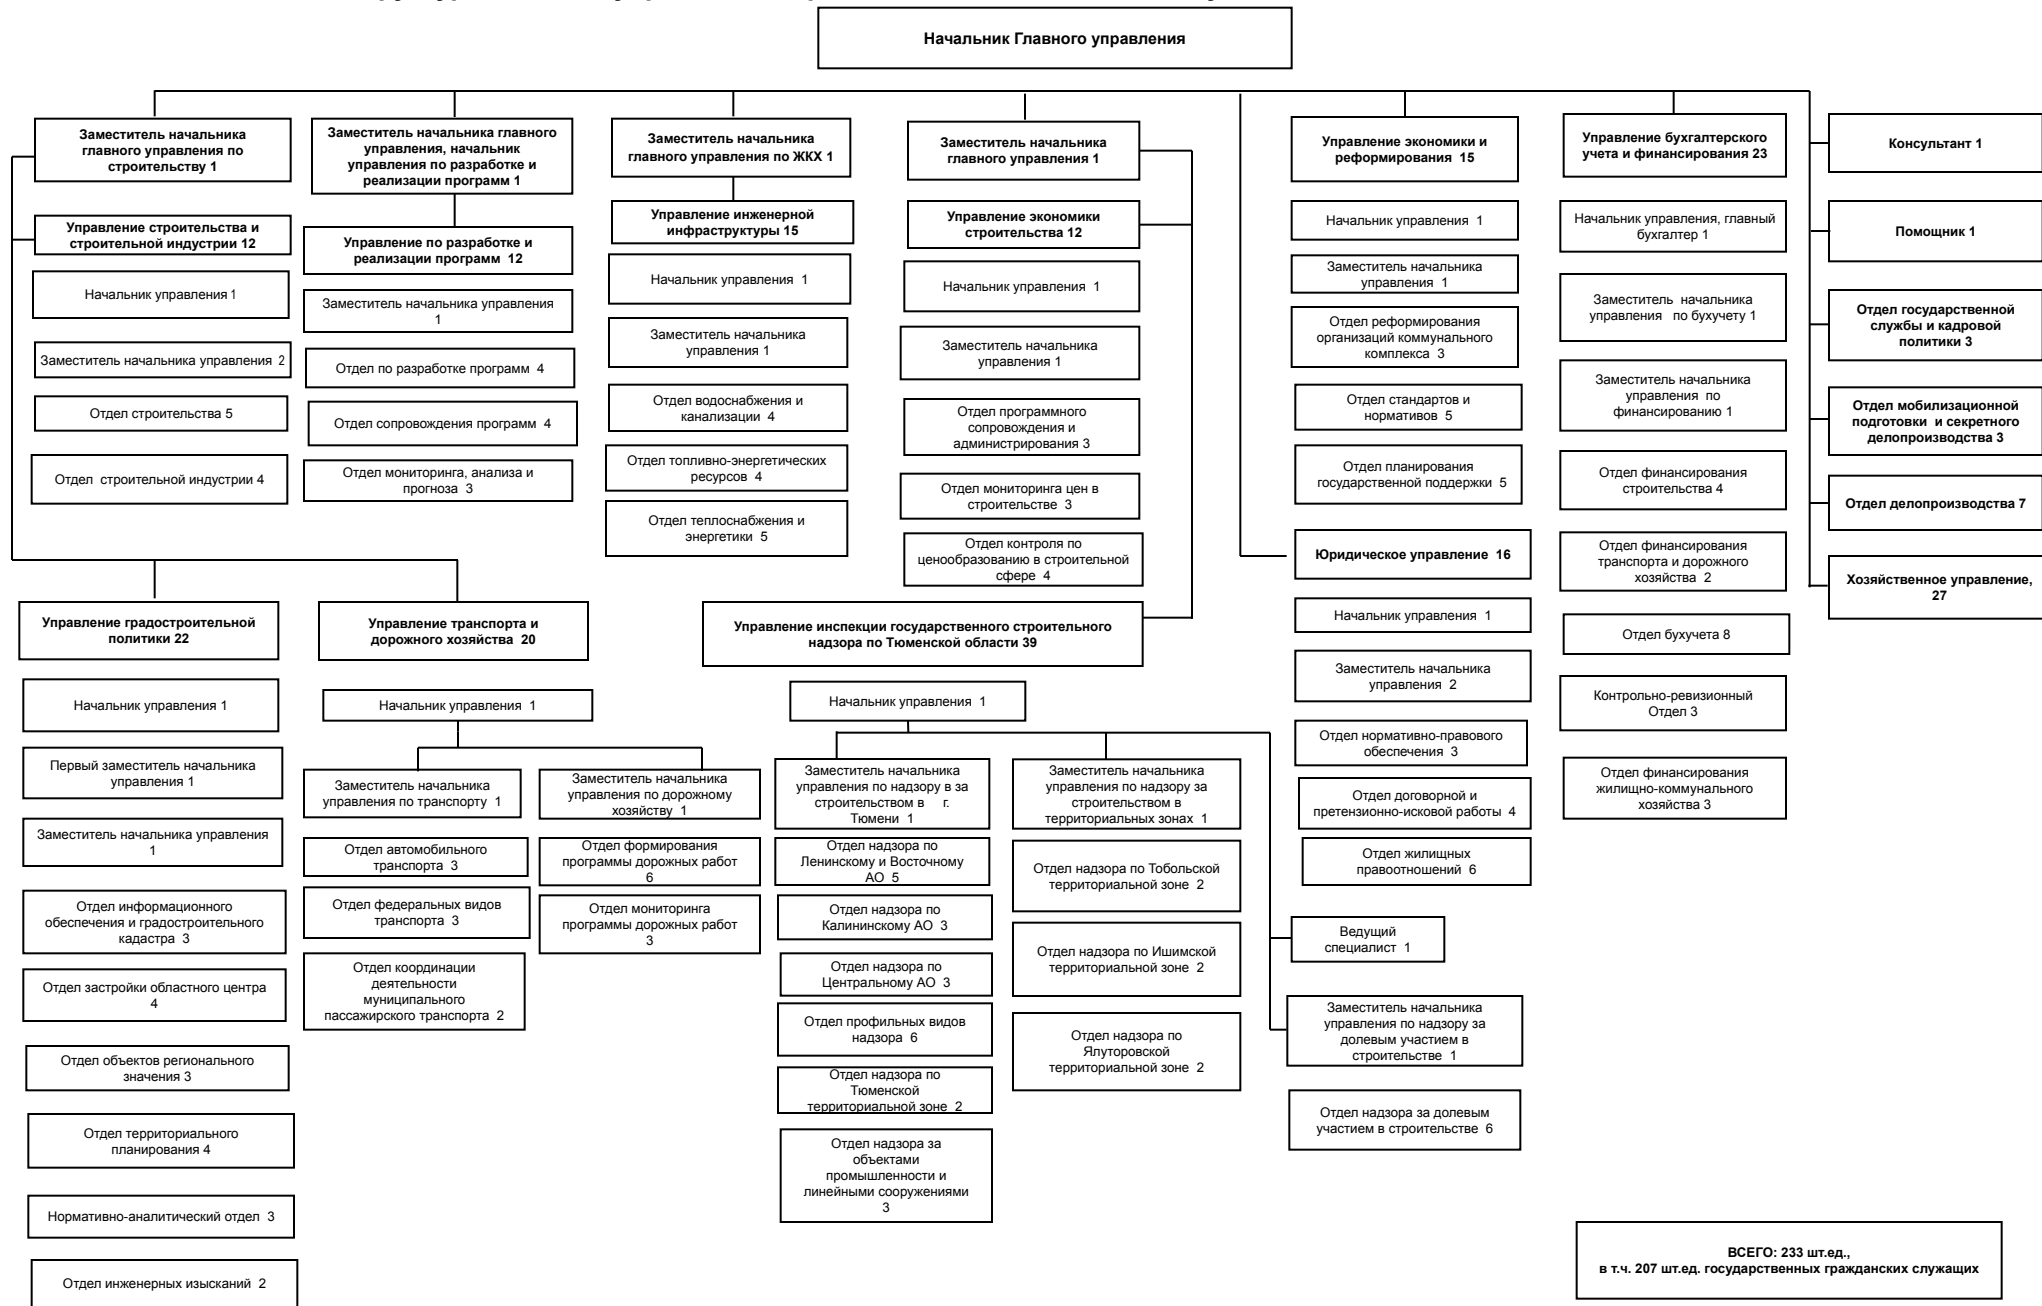 Начальник Главного управления
Заместитель начальника
главного управления по
строительству 1
Заместитель начальника главного
управления, начальник
управления по разработке и
реализации программ 1
Заместитель начальника
главного управления по ЖКХ 1
Заместитель начальника
главного управления 1
Управление экономики и
реформирования 15
Управление бухгалтерского
учета и финансирования 23
Консультант 1
Помощник 1
Отдел государственной
службы и кадровой
политики 3
Отдел мобилизационной
подготовки и секретного
делопроизводства 3
Отдел делопроизводства 7
Хозяйственное управление,
27
Управление строительства и
строительной индустрии 12
Начальник управления 1
Заместитель начальника управления 2
Отдел строительства 5
Отдел строительной индустрии 4
Управление по разработке и
реализации программ 12
Заместитель начальника управления
1
Отдел по разработке программ 4
Отдел сопровождения программ 4
Отдел мониторинга, анализа и
прогноза 3
Управление инженерной
инфраструктуры 15
Начальник управления 1
Заместитель начальника
управления 1
Отдел водоснабжения и
канализации 4
Отдел топливно-энергетических
ресурсов 4
Отдел теплоснабжения и
энергетики 5
Управление экономики
строительства 12
Начальник управления 1
Заместитель начальника
управления 1
Отдел программного
сопровождения и
администрирования 3
Отдел мониторинга цен в
строительстве 3
Отдел контроля по
ценообразованию в строительной
сфере 4
Начальник управления 1
Заместитель начальника
управления 1
Отдел реформирования
организаций коммунального
комплекса 3
Отдел стандартов и
нормативов 5
Отдел планирования
государственной поддержки 5
Юридическое управление 16
Начальник управления 1
Заместитель начальника
управления 2
Отдел нормативно-правового
обеспечения 3
Отдел договорной и
претензионно-исковой работы 4
Отдел жилищных
правоотношений 6
Начальник управления, главный
бухгалтер 1
Заместитель начальника
управления по бухучету 1
Заместитель начальника
управления по
финансированию 1
Отдел финансирования
строительства 4
Отдел финансирования
транспорта и дорожного
хозяйства 2
Отдел бухучета 8
Контрольно-ревизионный
Отдел 3
Отдел финансирования
жилищно-коммунального
хозяйства 3
Управление градостроительной
политики 22
Начальник управления 1
Первый заместитель начальника
управления 1
Заместитель начальника управления
1
Отдел информационного
обеспечения и градостроительного
кадастра 3
Отдел застройки областного центра
4
Отдел объектов регионального
значения 3
Отдел территориального
планирования 4
Нормативно-аналитический отдел 3
Отдел инженерных изысканий 2
Управление транспорта и
дорожного хозяйства 20
Начальник управления 1
Заместитель начальника
управления по транспорту 1
Отдел автомобильного
транспорта 3
Отдел федеральных видов
транспорта 3
Отдел координации
деятельности
муниципального
пассажирского транспорта 2
Заместитель начальника
управления по дорожному
хозяйству 1
Отдел формирования
программы дорожных работ
6
Отдел мониторинга
программы дорожных работ
3
Управление инспекции государственного строительного
надзора по Тюменской области 39
Начальник управления 1
Заместитель начальника
управления по надзору в за
строительством в г.
Тюмени 1
Отдел надзора по
Ленинскому и Восточному
АО 5
Отдел надзора по
Калининскому АО 3
Отдел надзора по
Центральному АО 3
Отдел профильных видов
надзора 6
Отдел надзора по
Тюменской
территориальной зоне 2
Отдел надзора за
объектами
промышленности и
линейными сооружениями
3
Заместитель начальника
управления по надзору за
строительством в
территориальных зонах 1
Отдел надзора по Тобольской
территориальной зоне 2
Отдел надзора по Ишимской
территориальной зоне 2
Отдел надзора по
Ялуторовской
территориальной зоне 2
Ведущий
специалист 1
Заместитель начальника
управления по надзору за
долевым участием в
строительстве 1
Отдел надзора за долевым
участием в строительстве 6
ВСЕГО: 233 шт.ед.,
в т.ч. 207 шт.ед. государственных гражданских служащих